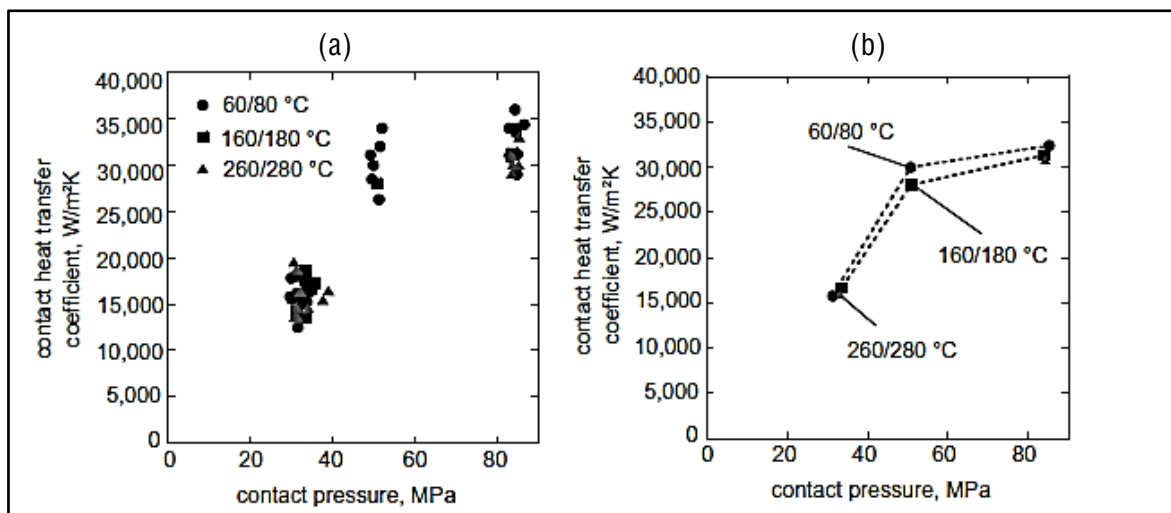 (a)
40,000
35,000
30,000
25,000
20,000
15,000
10,000
5,000
0
0 20 40 60 80
60/80 °C
160/180 °C
260/280 °C
contact heat transfer
coefficient, W/m²K
contact pressure, MPa
(b)
40,000
35,000
30,000
25,000
20,000
15,000
10,000
5,000
0
0 20 40 60 80
60/80 °C
160/180 °C
260/280 °C
contact heat transfer
coefficient, W/m²K
contact pressure, MPa